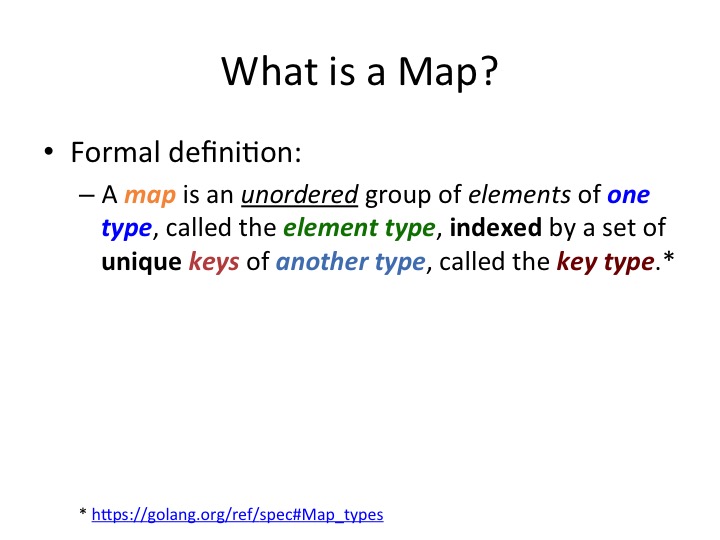 What is a Map?
• Formal definition:
– A map is an unordered group of elements of one
type, called the element type, indexed by a set of
unique keys of another type, called the key type.*
* https://golang.org/ref/spec#Map_types